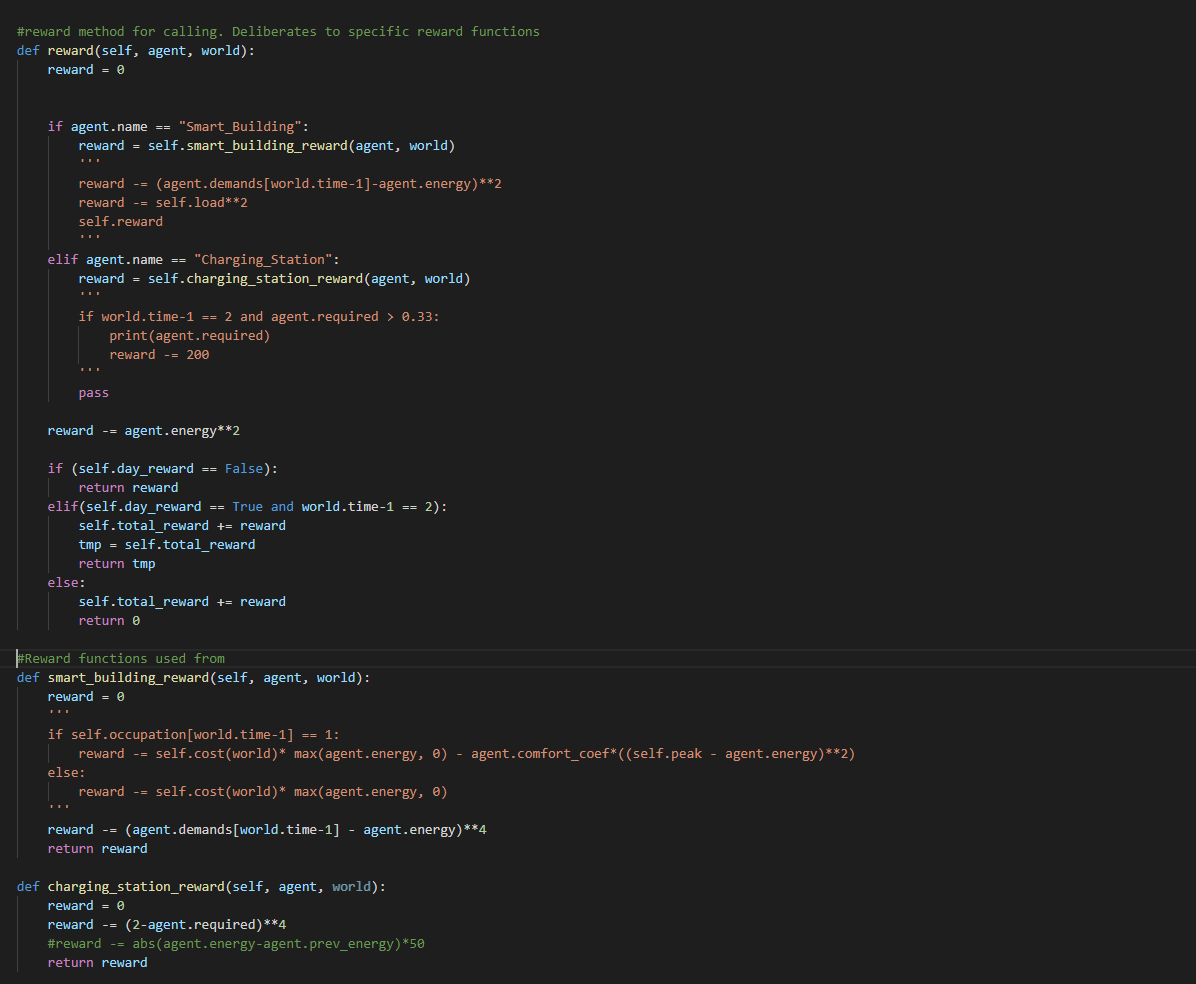 #reward method for calling. Deliberates to specific reward functions
def reward(self, agent, world):
    reward = 0
    if agent.name == "Smart_Building":
        reward = self.smart_building_reward(agent, world)
        '''
        reward -= (agent.demands[world.time-1]-agent.energy)**2
        reward -= self.load**2
        self.reward
        '''
    elif agent.name == "Charging_Station":
        reward = self.charging_station_reward(agent, world)
        '''
        if world.time-1 == 2 and agent.required > 0.33:
            print(agent.required)
            reward -= 200
        '''
        pass
    reward -= agent.energy**2
    if (self.day_reward == False):
        return reward
    elif(self.day_reward == True and world.time-1 == 2):
        self.total_reward += reward
        tmp = self.total_reward
        return tmp
    else:
        self.total_reward += reward
        return 0
#Reward functions used from
def smart_building_reward(self, agent, world):
    reward = 0
    '''
    if self.occupation[world.time-1] == 1:
        reward -= self.cost(world)* max(agent.energy, 0) - agent.comfort_coef*((self.peak - agent.energy)**2)
    else:
        reward -= self.cost(world)* max(agent.energy, 0)
    '''
    reward -= (agent.demands[world.time-1] - agent.energy)**4
    return reward
def charging_station_reward(self, agent, world):
    reward = 0
    reward -= (2-agent.required)**4
    #reward -= abs(agent.energy-agent.prev_energy)*50
    return reward